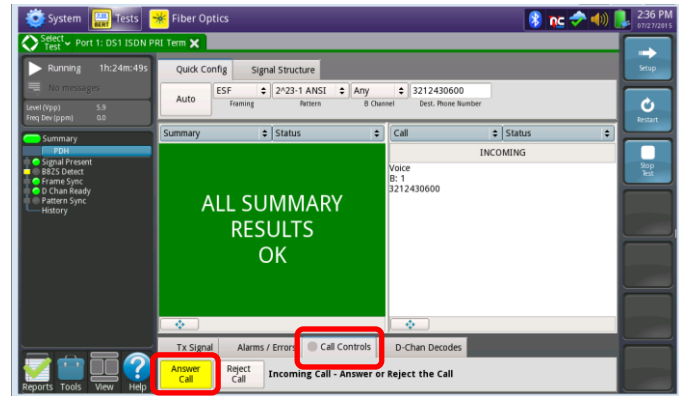 System
Tests
Fiber Optics
2:36 PM
07/27/2015
Select Test
Port 1: DS1 ISDN PRI Term X
Running 1h:24m:49s
No messages
Level (Vpp) 5.9
Freq Dev (ppm) 0.0
Summary
PDH
Signal Present
B8ZS Detect
Frame Sync
D Chan Ready
Pattern Sync
History
Quick Config
Signal Structure
Auto
ESF
2^23-1 ANSI
Any
3212430600
Framing
Pattern
B Channel
Dest. Phone Number
Summary
Status
Call
Status
ALL SUMMARY
RESULTS
OK
INCOMING
Voice
B: 1
3212430600
Tx Signal
Alarms / Errors
Call Controls
D-Chan Decodes
Answer
Call
Reject
Call
Incoming Call - Answer or Reject the Call
Reports
Tools
View
Help
Setup
Restart
Stop
Test